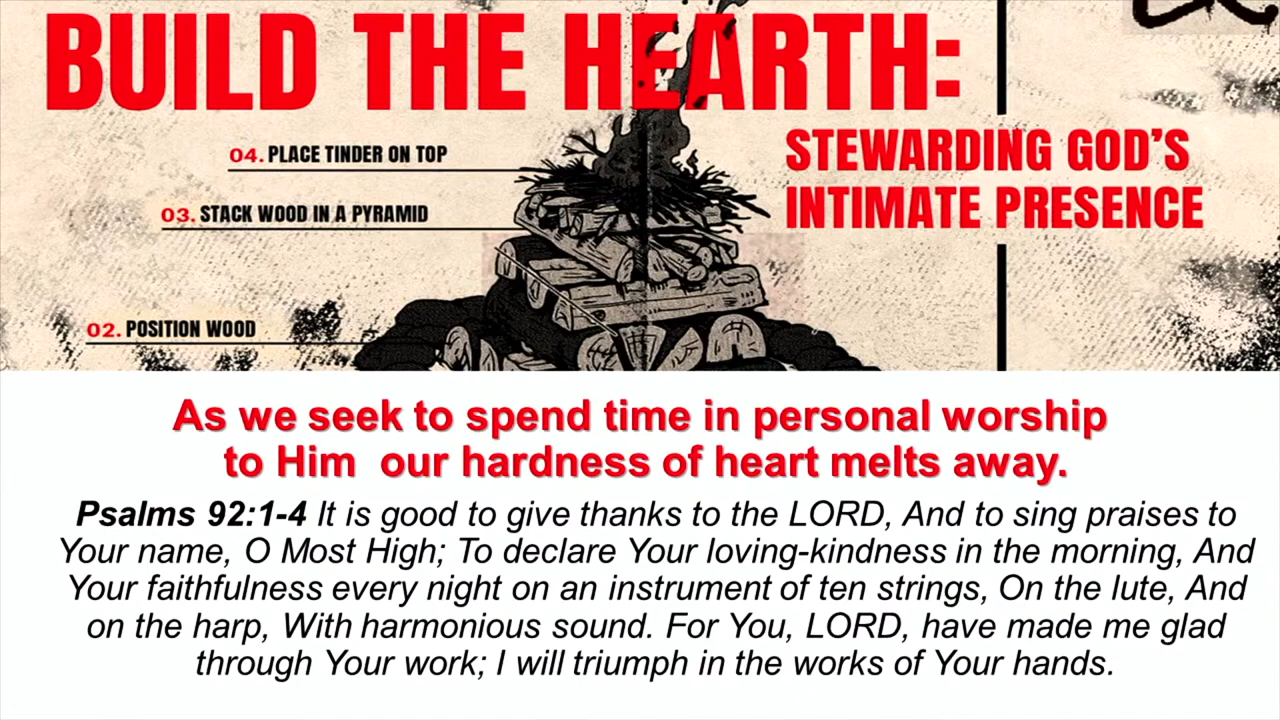 BUILD THE HEARTH:
STEWARDING GOD'S
INTIMATE PRESENCE
04. PLACE TINDER ON TOP
03. STACK WOOD IN A PYRAMID
02. POSITION WOOD
As we seek to spend time in personal worship
to Him our hardness of heart melts away.
Psalms 92:1-4 It is good to give thanks to the LORD, And to sing praises to
Your name, O Most High; To declare Your loving-kindness in the morning, And
Your faithfulness every night on an instrument of ten strings, On the lute, And
on the harp, With harmonious sound. For You, LORD, have made me glad
through Your work; I will triumph in the works of Your hands.